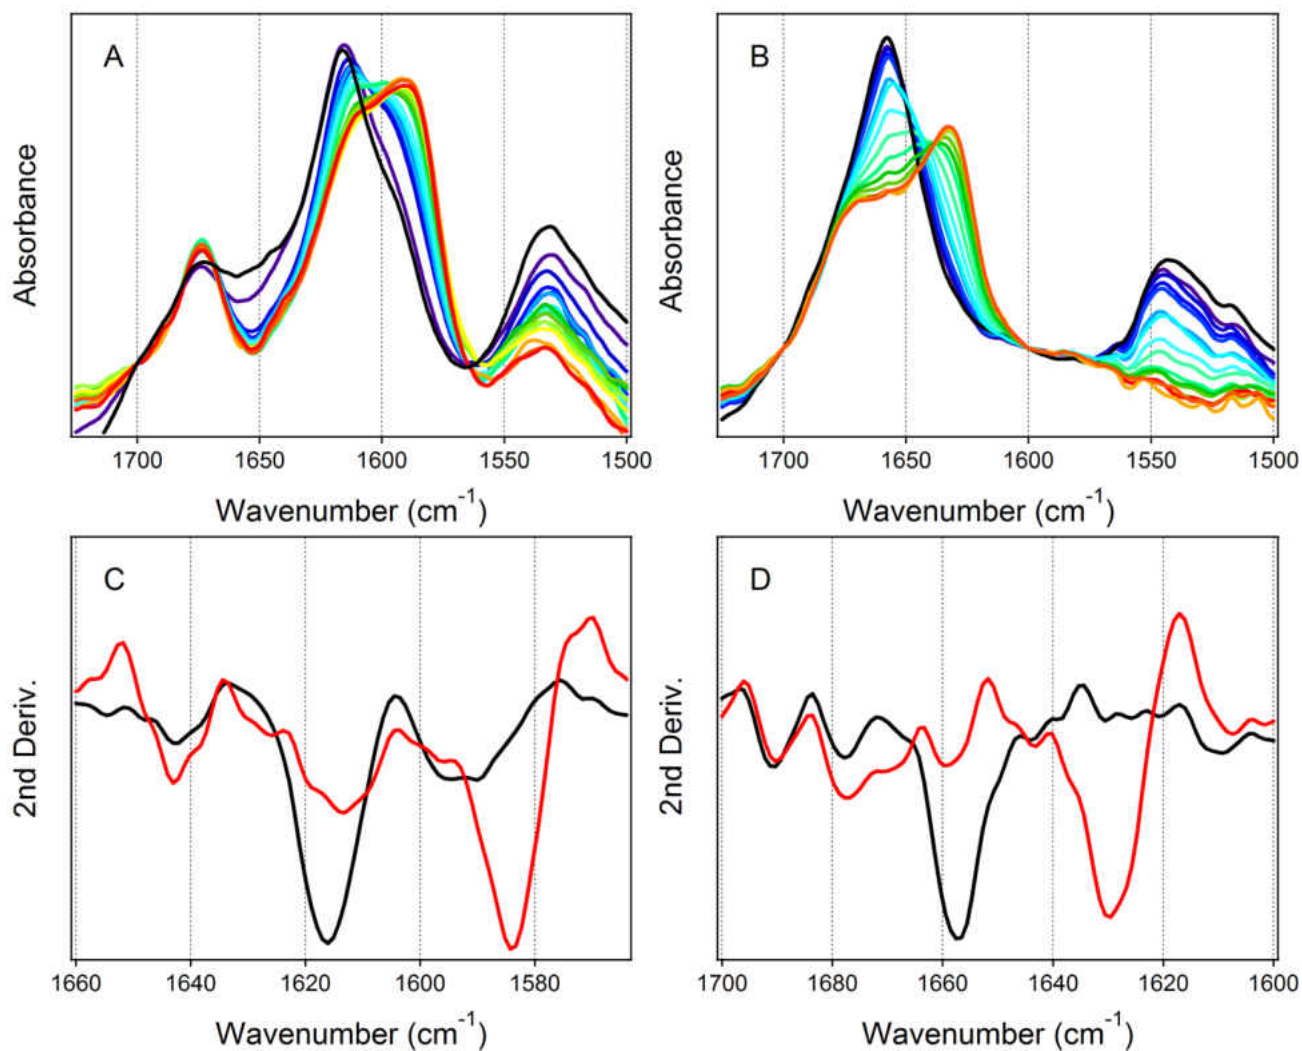 A
Absorbance
1700 1650 1600 1550 1500
Wavenumber (cm⁻¹)
B
Absorbance
1700 1650 1600 1550 1500
Wavenumber (cm⁻¹)
C
2nd Deriv.
1660 1640 1620 1600 1580
Wavenumber (cm⁻¹)
D
2nd Deriv.
1700 1680 1660 1640 1620 1600
Wavenumber (cm⁻¹)